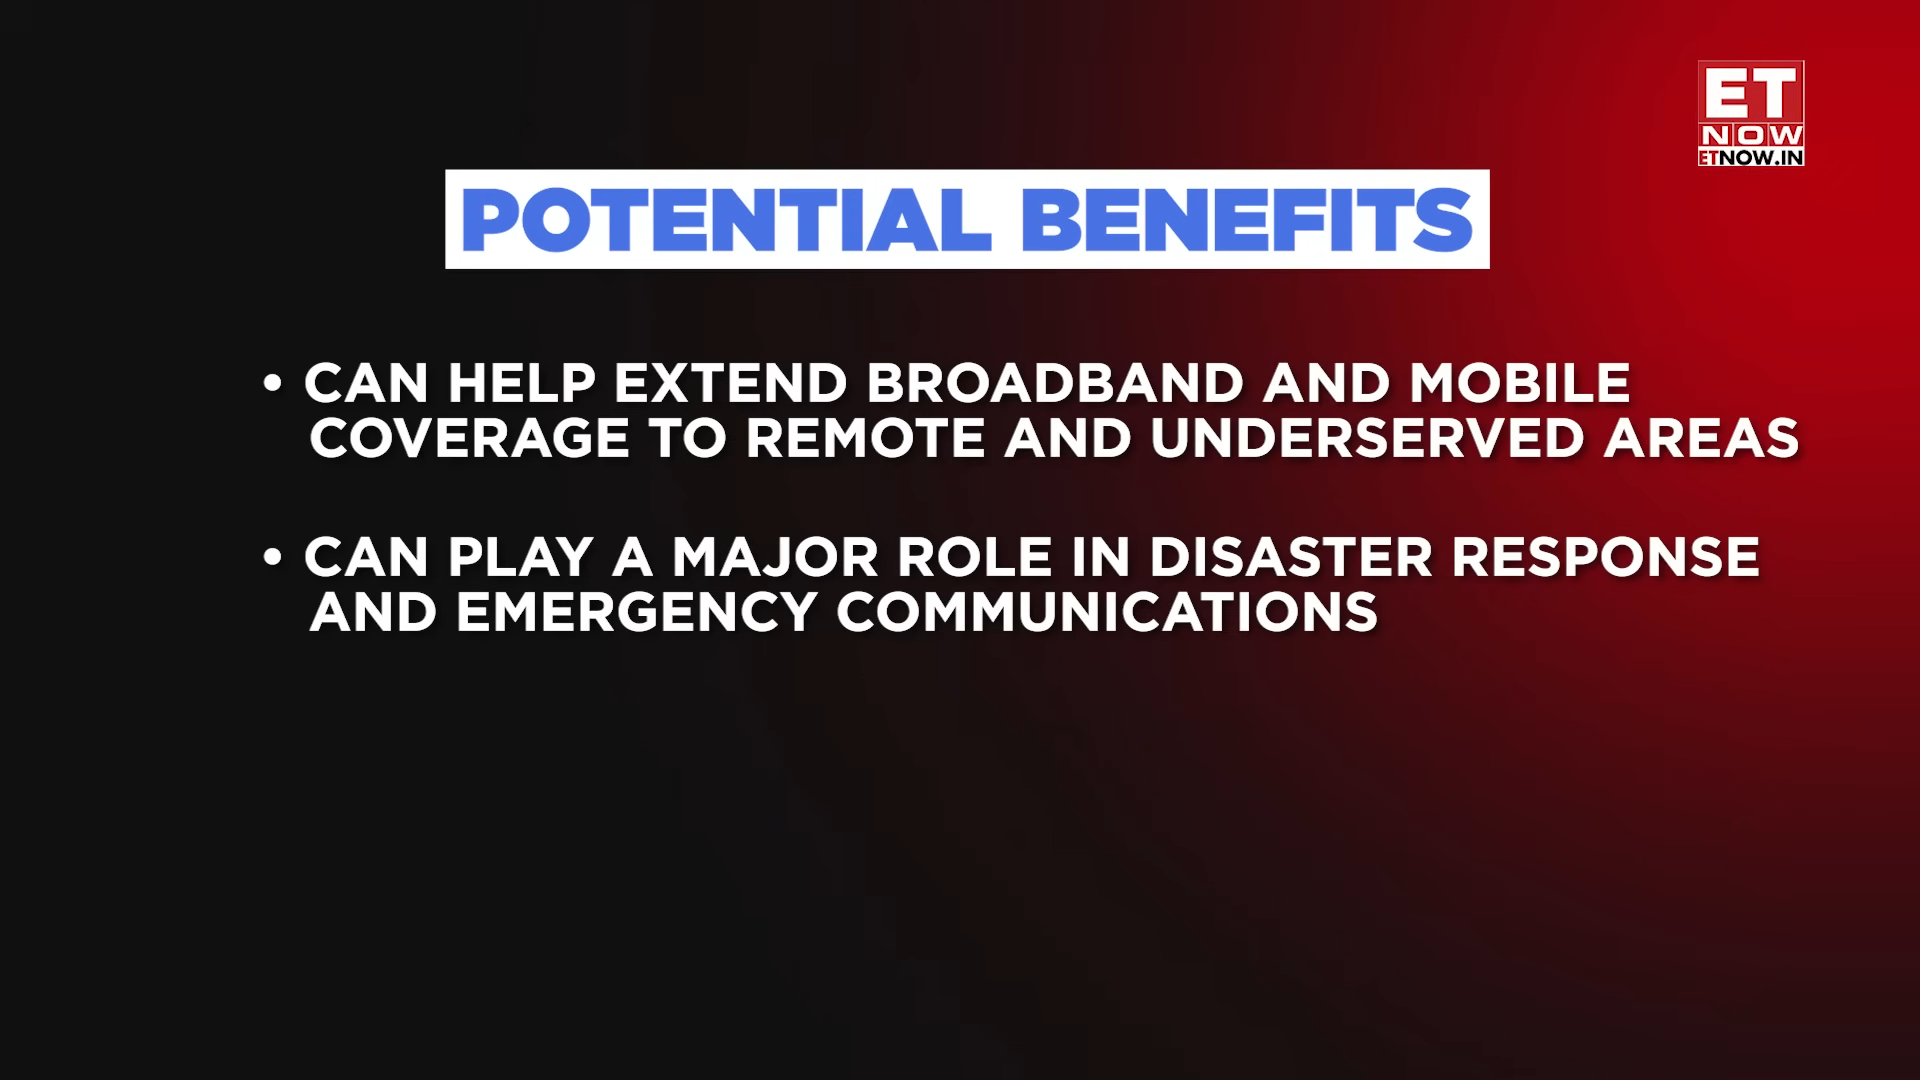 ET
NOW
ETNOW.IN
POTENTIAL BENEFITS
• CAN HELP EXTEND BROADBAND AND MOBILE
COVERAGE TO REMOTE AND UNDERSERVED AREAS
• CAN PLAY A MAJOR ROLE IN DISASTER RESPONSE
AND EMERGENCY COMMUNICATIONS